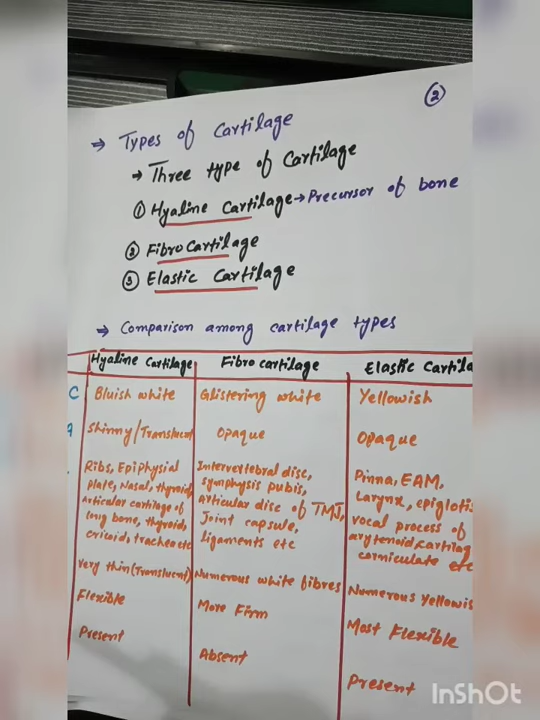 ②
→ Types of Cartilage
→ Three type of Cartilage
① Hyaline Cartilage → Precursor of bone
② Fibro Cartilage
③ Elastic Cartilage
→ Comparison among cartilage types
Hyaline Cartilage Fibro cartilage Elastic Cartila
C Bluish white Glistering white Yellowish
Shinny/Translucent Opaque Opaque
Ribs, Epiphysial
plate, Nasal, thyroid,
Articular cartilage of
long bone, thyroid,
cricoid, trachea etc
Intervertebral disc,
symphysis pubis,
Articular disc of TMJ,
Joint capsule,
ligaments etc
Pinna, EAM,
Larynx, epiglotis
vocal process of
arytenoid, cartilag
corniculate etc
Very thin (Translucent) Numerous white fibres Numerous Yellowis
Flexible More Firm Most Flexible
Present Absent Present
InShOt